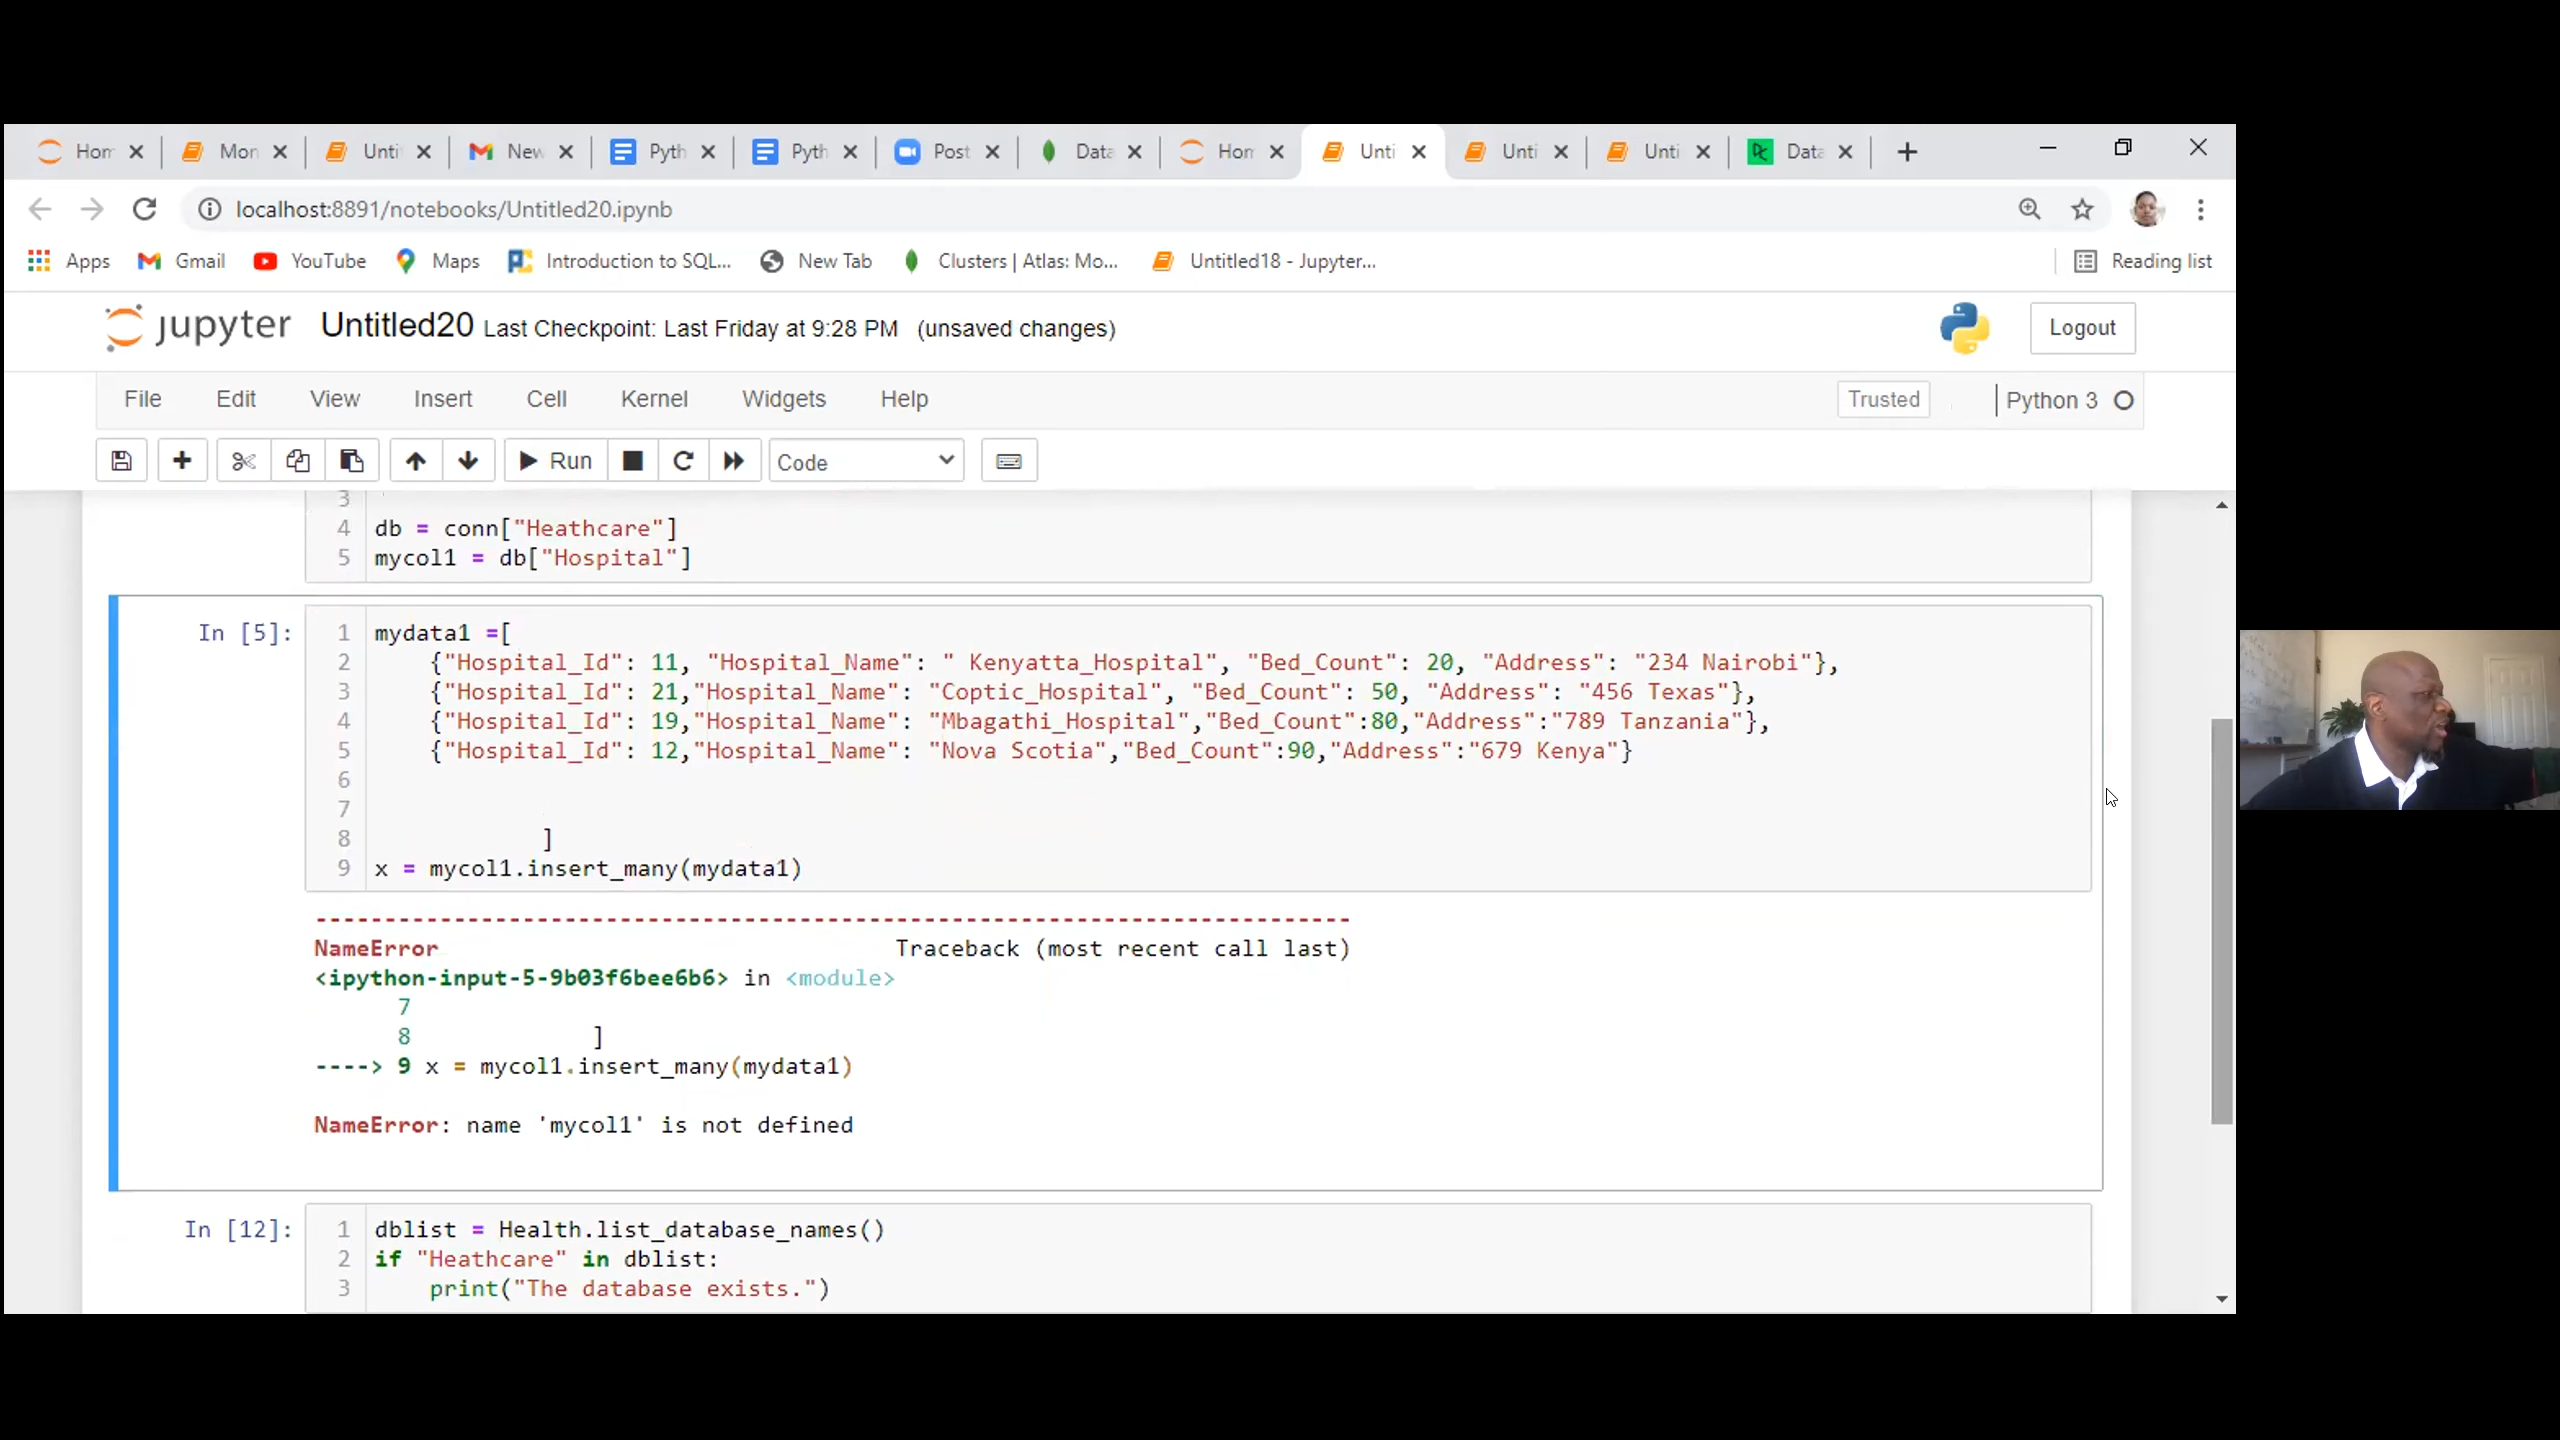 Hom
Mon
Unti
New
Pyth
Pyth
Post
Data
Hom
Unti
Unti
Unti
DC
Data
localhost:8891/notebooks/Untitled20.ipynb
Apps
Gmail
YouTube
Maps
Introduction to SQL...
New Tab
Clusters | Atlas: Mo...
Untitled18 - Jupyter...
Reading list
jupyter Untitled20 Last Checkpoint: Last Friday at 9:28 PM (unsaved changes)
Logout
File Edit View Insert Cell Kernel Widgets Help
Trusted
Python 3
Run
Code
3
4 db = conn["Heathcare"]
5 mycol1 = db["Hospital"]
In [5]:
1 mydata1 =[
2 {"Hospital_Id": 11, "Hospital_Name": " Kenyatta_Hospital", "Bed_Count": 20, "Address": "234 Nairobi"},
3 {"Hospital_Id": 21,"Hospital_Name": "Coptic_Hospital", "Bed_Count": 50, "Address": "456 Texas"},
4 {"Hospital_Id": 19,"Hospital_Name": "Mbagathi_Hospital","Bed_Count":80,"Address":"789 Tanzania"},
5 {"Hospital_Id": 12,"Hospital_Name": "Nova Scotia","Bed_Count":90,"Address":"679 Kenya"}
6
7
8 ]
9 x = mycol1.insert_many(mydata1)
---------------------------------------------------------------------------
NameError Traceback (most recent call last)
<ipython-input-5-9b03f6bee6b6> in <module>
7
8 ]
----> 9 x = mycol1.insert_many(mydata1)
NameError: name 'mycol1' is not defined
In [12]:
1 dblist = Health.list_database_names()
2 if "Heathcare" in dblist:
3 print("The database exists.")